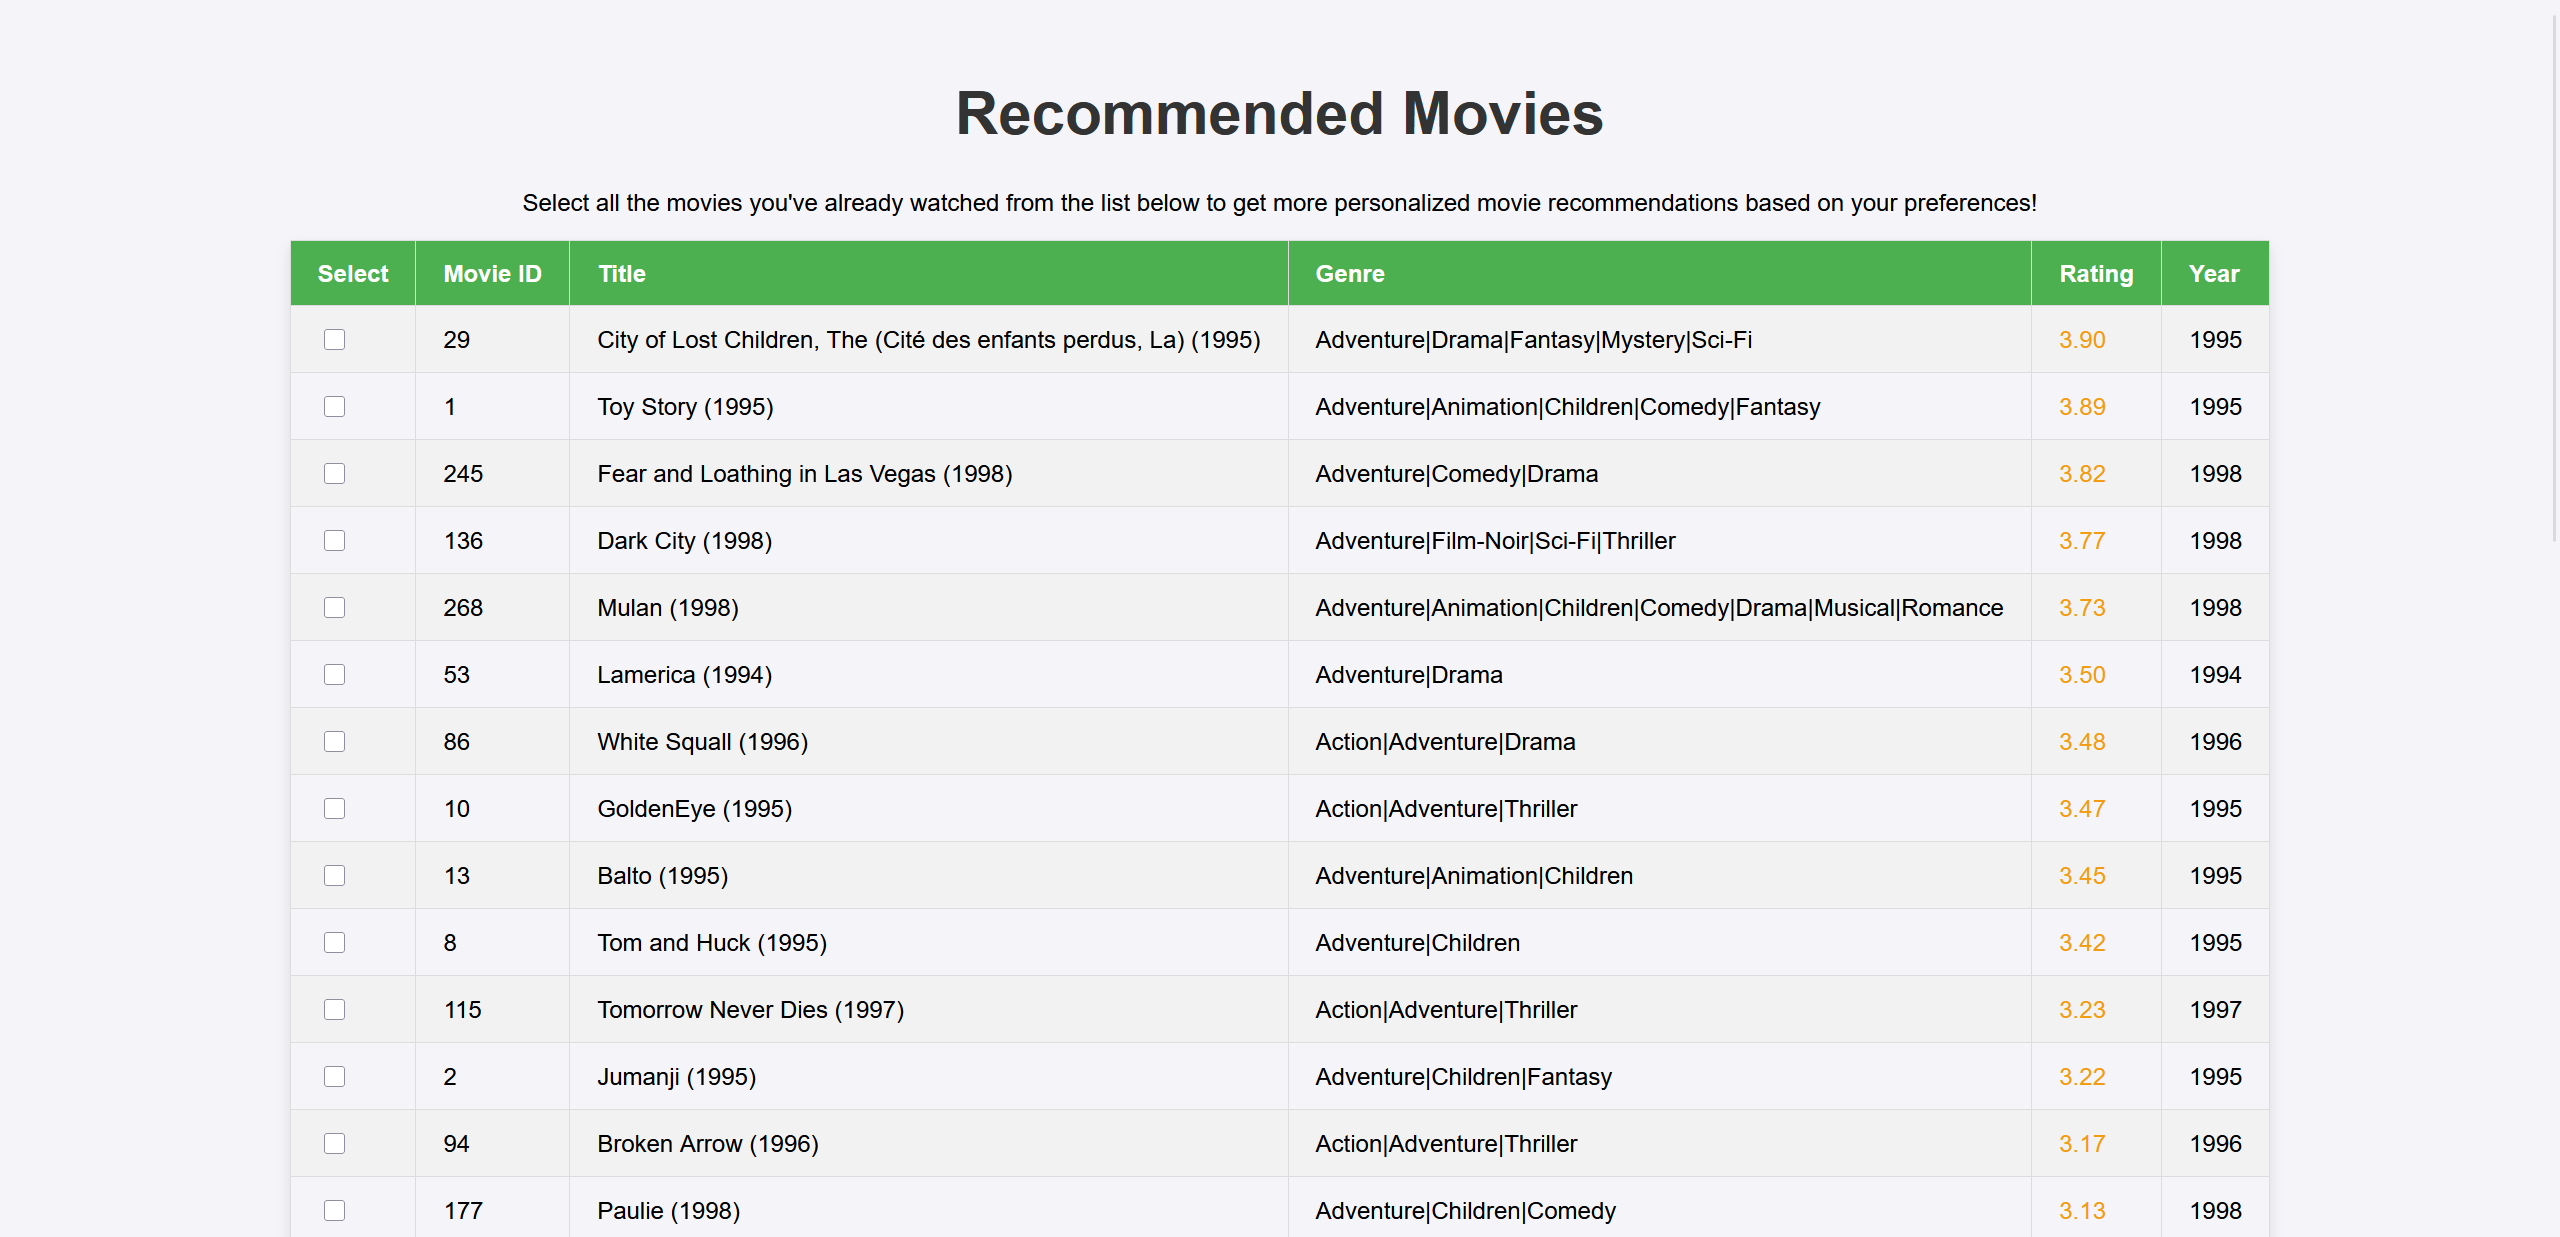 Recommended Movies
Select all the movies you've already watched from the list below to get more personalized movie recommendations based on your preferences!
Select Movie ID Title Genre Rating Year
29 City of Lost Children, The (Cité des enfants perdus, La) (1995) Adventure|Drama|Fantasy|Mystery|Sci-Fi 3.90 1995
1 Toy Story (1995) Adventure|Animation|Children|Comedy|Fantasy 3.89 1995
245 Fear and Loathing in Las Vegas (1998) Adventure|Comedy|Drama 3.82 1998
136 Dark City (1998) Adventure|Film-Noir|Sci-Fi|Thriller 3.77 1998
268 Mulan (1998) Adventure|Animation|Children|Comedy|Drama|Musical|Romance 3.73 1998
53 Lamerica (1994) Adventure|Drama 3.50 1994
86 White Squall (1996) Action|Adventure|Drama 3.48 1996
10 GoldenEye (1995) Action|Adventure|Thriller 3.47 1995
13 Balto (1995) Adventure|Animation|Children 3.45 1995
8 Tom and Huck (1995) Adventure|Children 3.42 1995
115 Tomorrow Never Dies (1997) Action|Adventure|Thriller 3.23 1997
2 Jumanji (1995) Adventure|Children|Fantasy 3.22 1995
94 Broken Arrow (1996) Action|Adventure|Thriller 3.17 1996
177 Paulie (1998) Adventure|Children|Comedy 3.13 1998